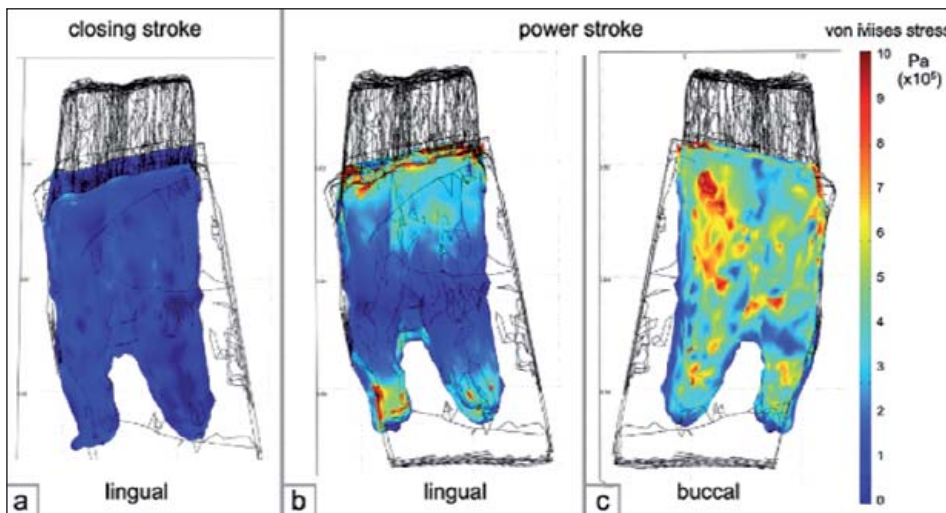 closing stroke
power stroke
von Mises stress
Pa
(x10⁵)
10
9
8
7
6
5
4
3
2
1
0
a
lingual
b
lingual
c
buccal